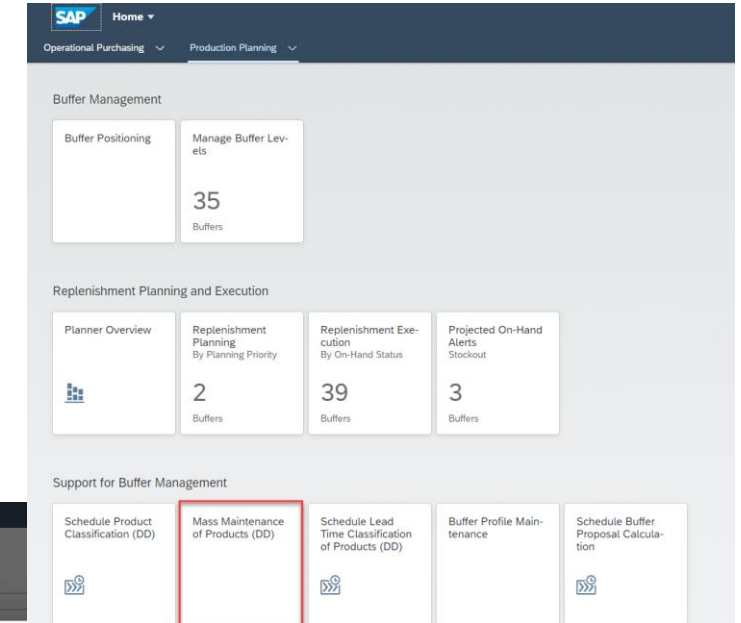 SAP Home
Operational Purchasing Production Planning
Buffer Management
Buffer Positioning
Manage Buffer Lev-
els
35
Buffers
Replenishment Planning and Execution
Planner Overview
Replenishment
Planning
By Planning Priority
2
Buffers
Replenishment Exe-
cution
By On-Hand Status
39
Buffers
Projected On-Hand
Alerts
Stockout
3
Buffers
Support for Buffer Management
Schedule Product
Classification (DD)
Mass Maintenance
of Products (DD)
Schedule Lead
Time Classification
of Products (DD)
Buffer Profile Main-
tenance
Schedule Buffer
Proposal Calcula-
tion